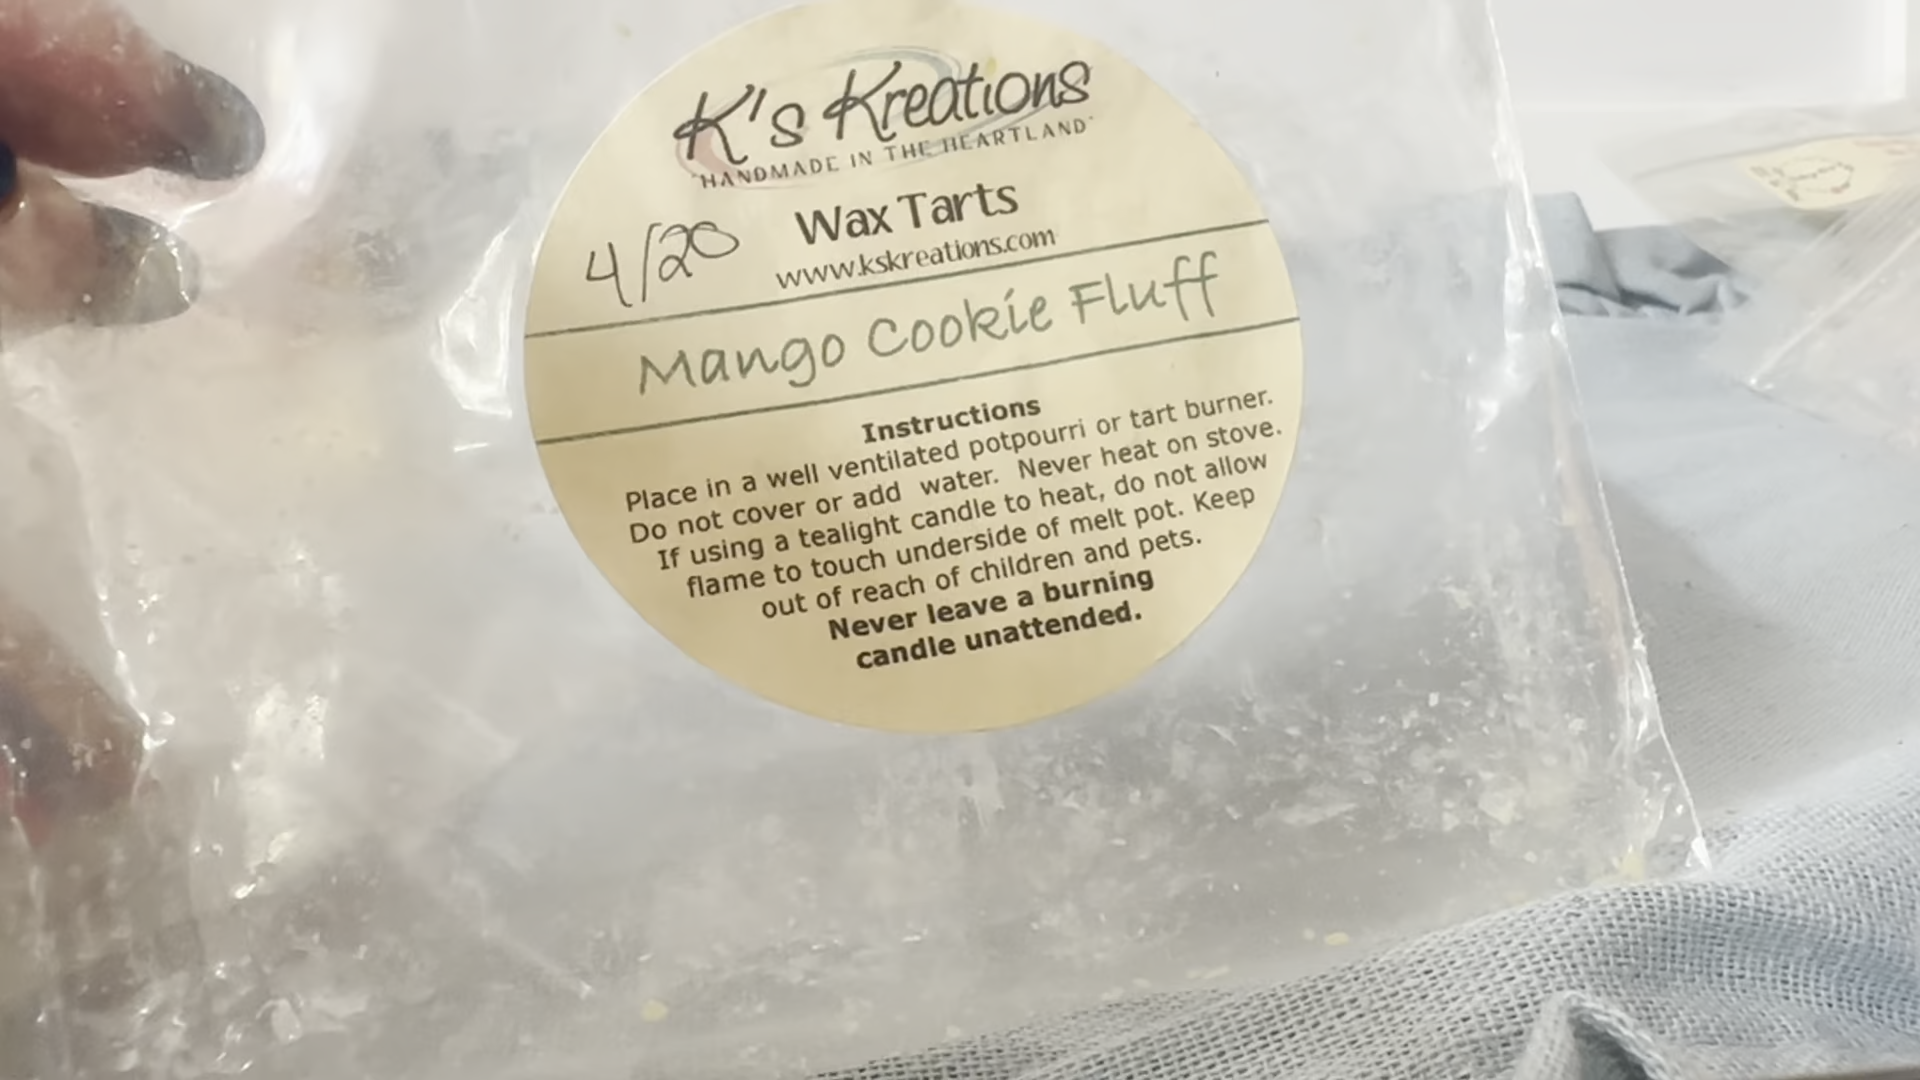 K's Kreations
"HANDMADE IN THE HEARTLAND"
Wax Tarts
4/20
www.kskreations.com
Mango Cookie Fluff
Instructions
Place in a well ventilated potpourri or tart burner.
Do not cover or add water. Never heat on stove.
If using a tealight candle to heat, do not allow
flame to touch underside of melt pot. Keep
out of reach of children and pets.
Never leave a burning
candle unattended.